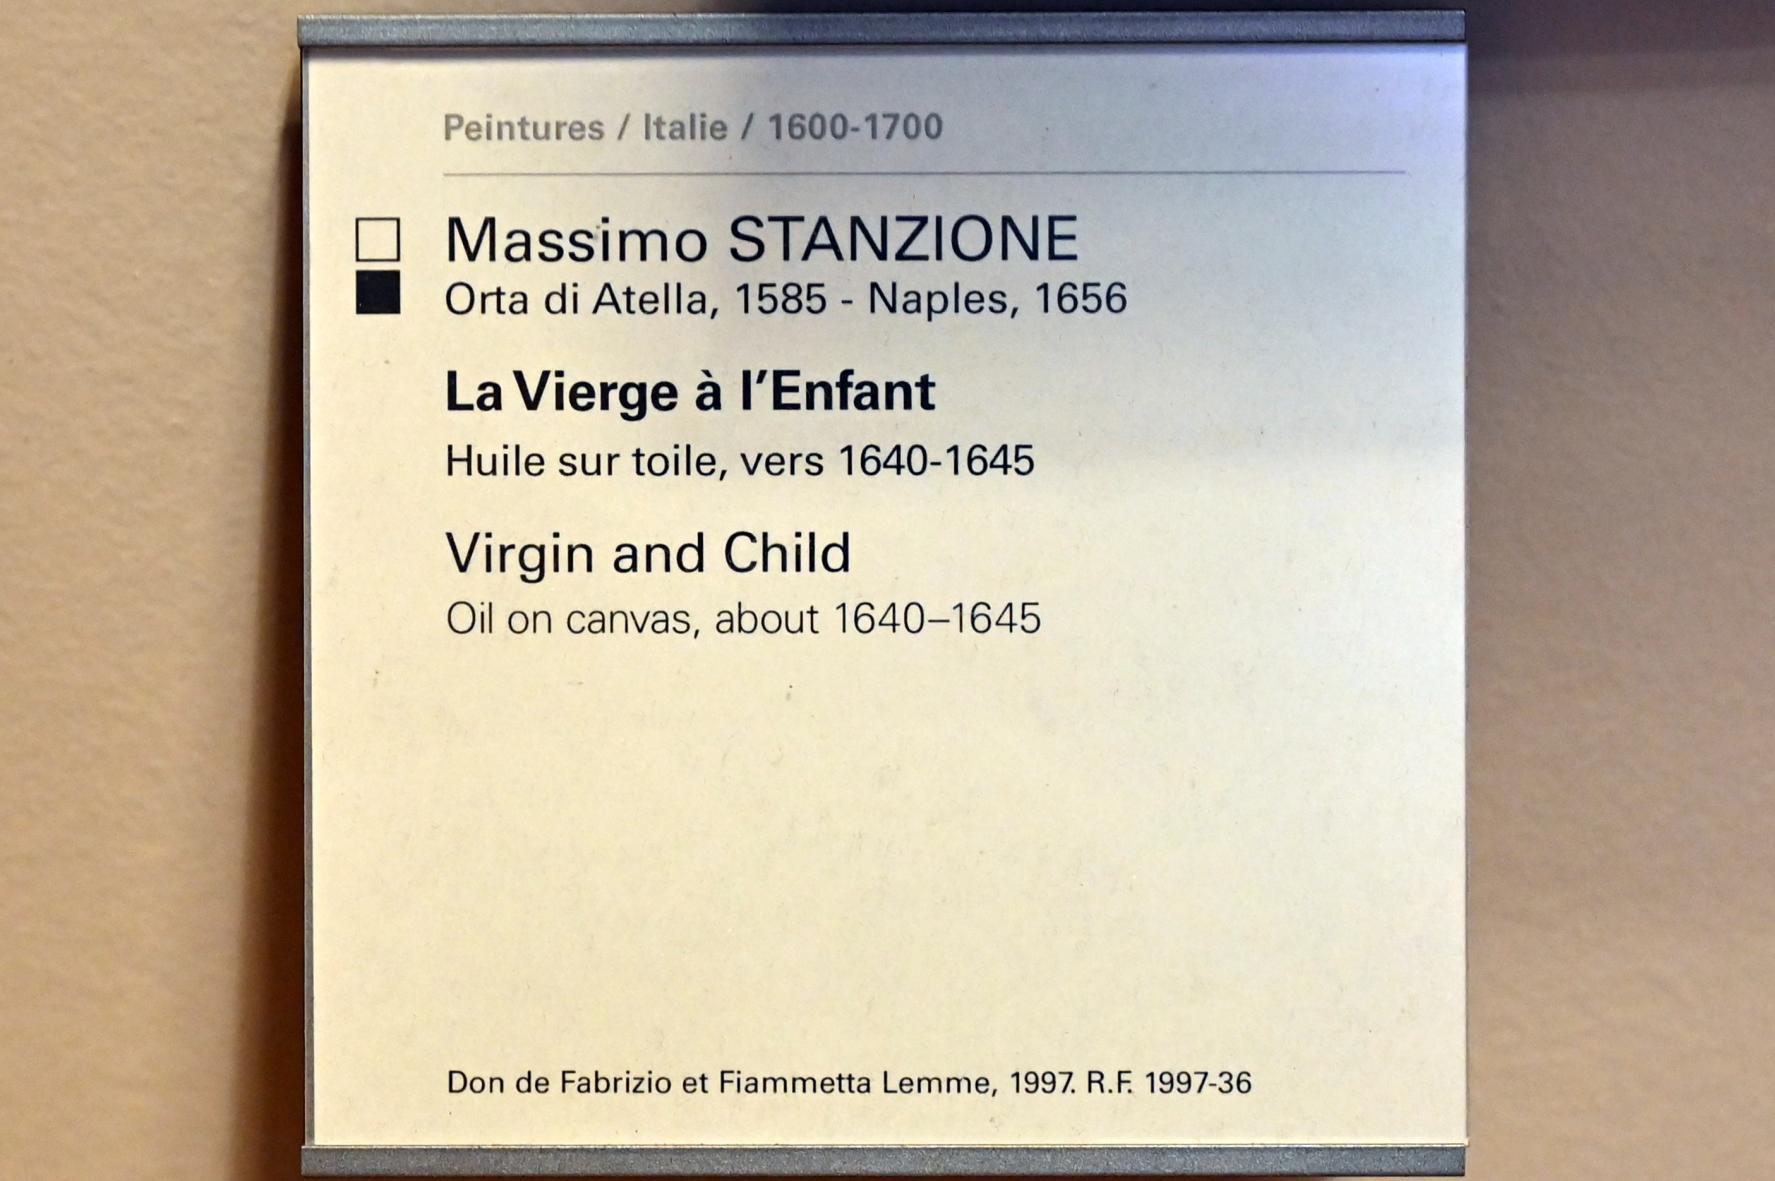 Peintures / Italie / 1600-1700
Massimo STANZIONE
Orta di Atella, 1585 - Naples, 1656
La Vierge à l'Enfant
Huile sur toile, vers 1640-1645
Virgin and Child
Oil on canvas, about 1640–1645
Don de Fabrizio et Fiammetta Lemme, 1997. R.F. 1997-36